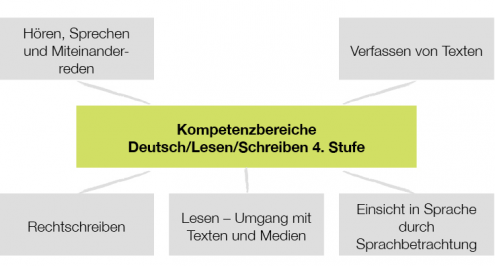 Hören, Sprechen
und Miteinander-
reden
Verfassen von Texten
Kompetenzbereiche
Deutsch/Lesen/Schreiben 4. Stufe
Rechtschreiben
Lesen – Umgang mit
Texten und Medien
Einsicht in Sprache
durch
Sprachbetrachtung